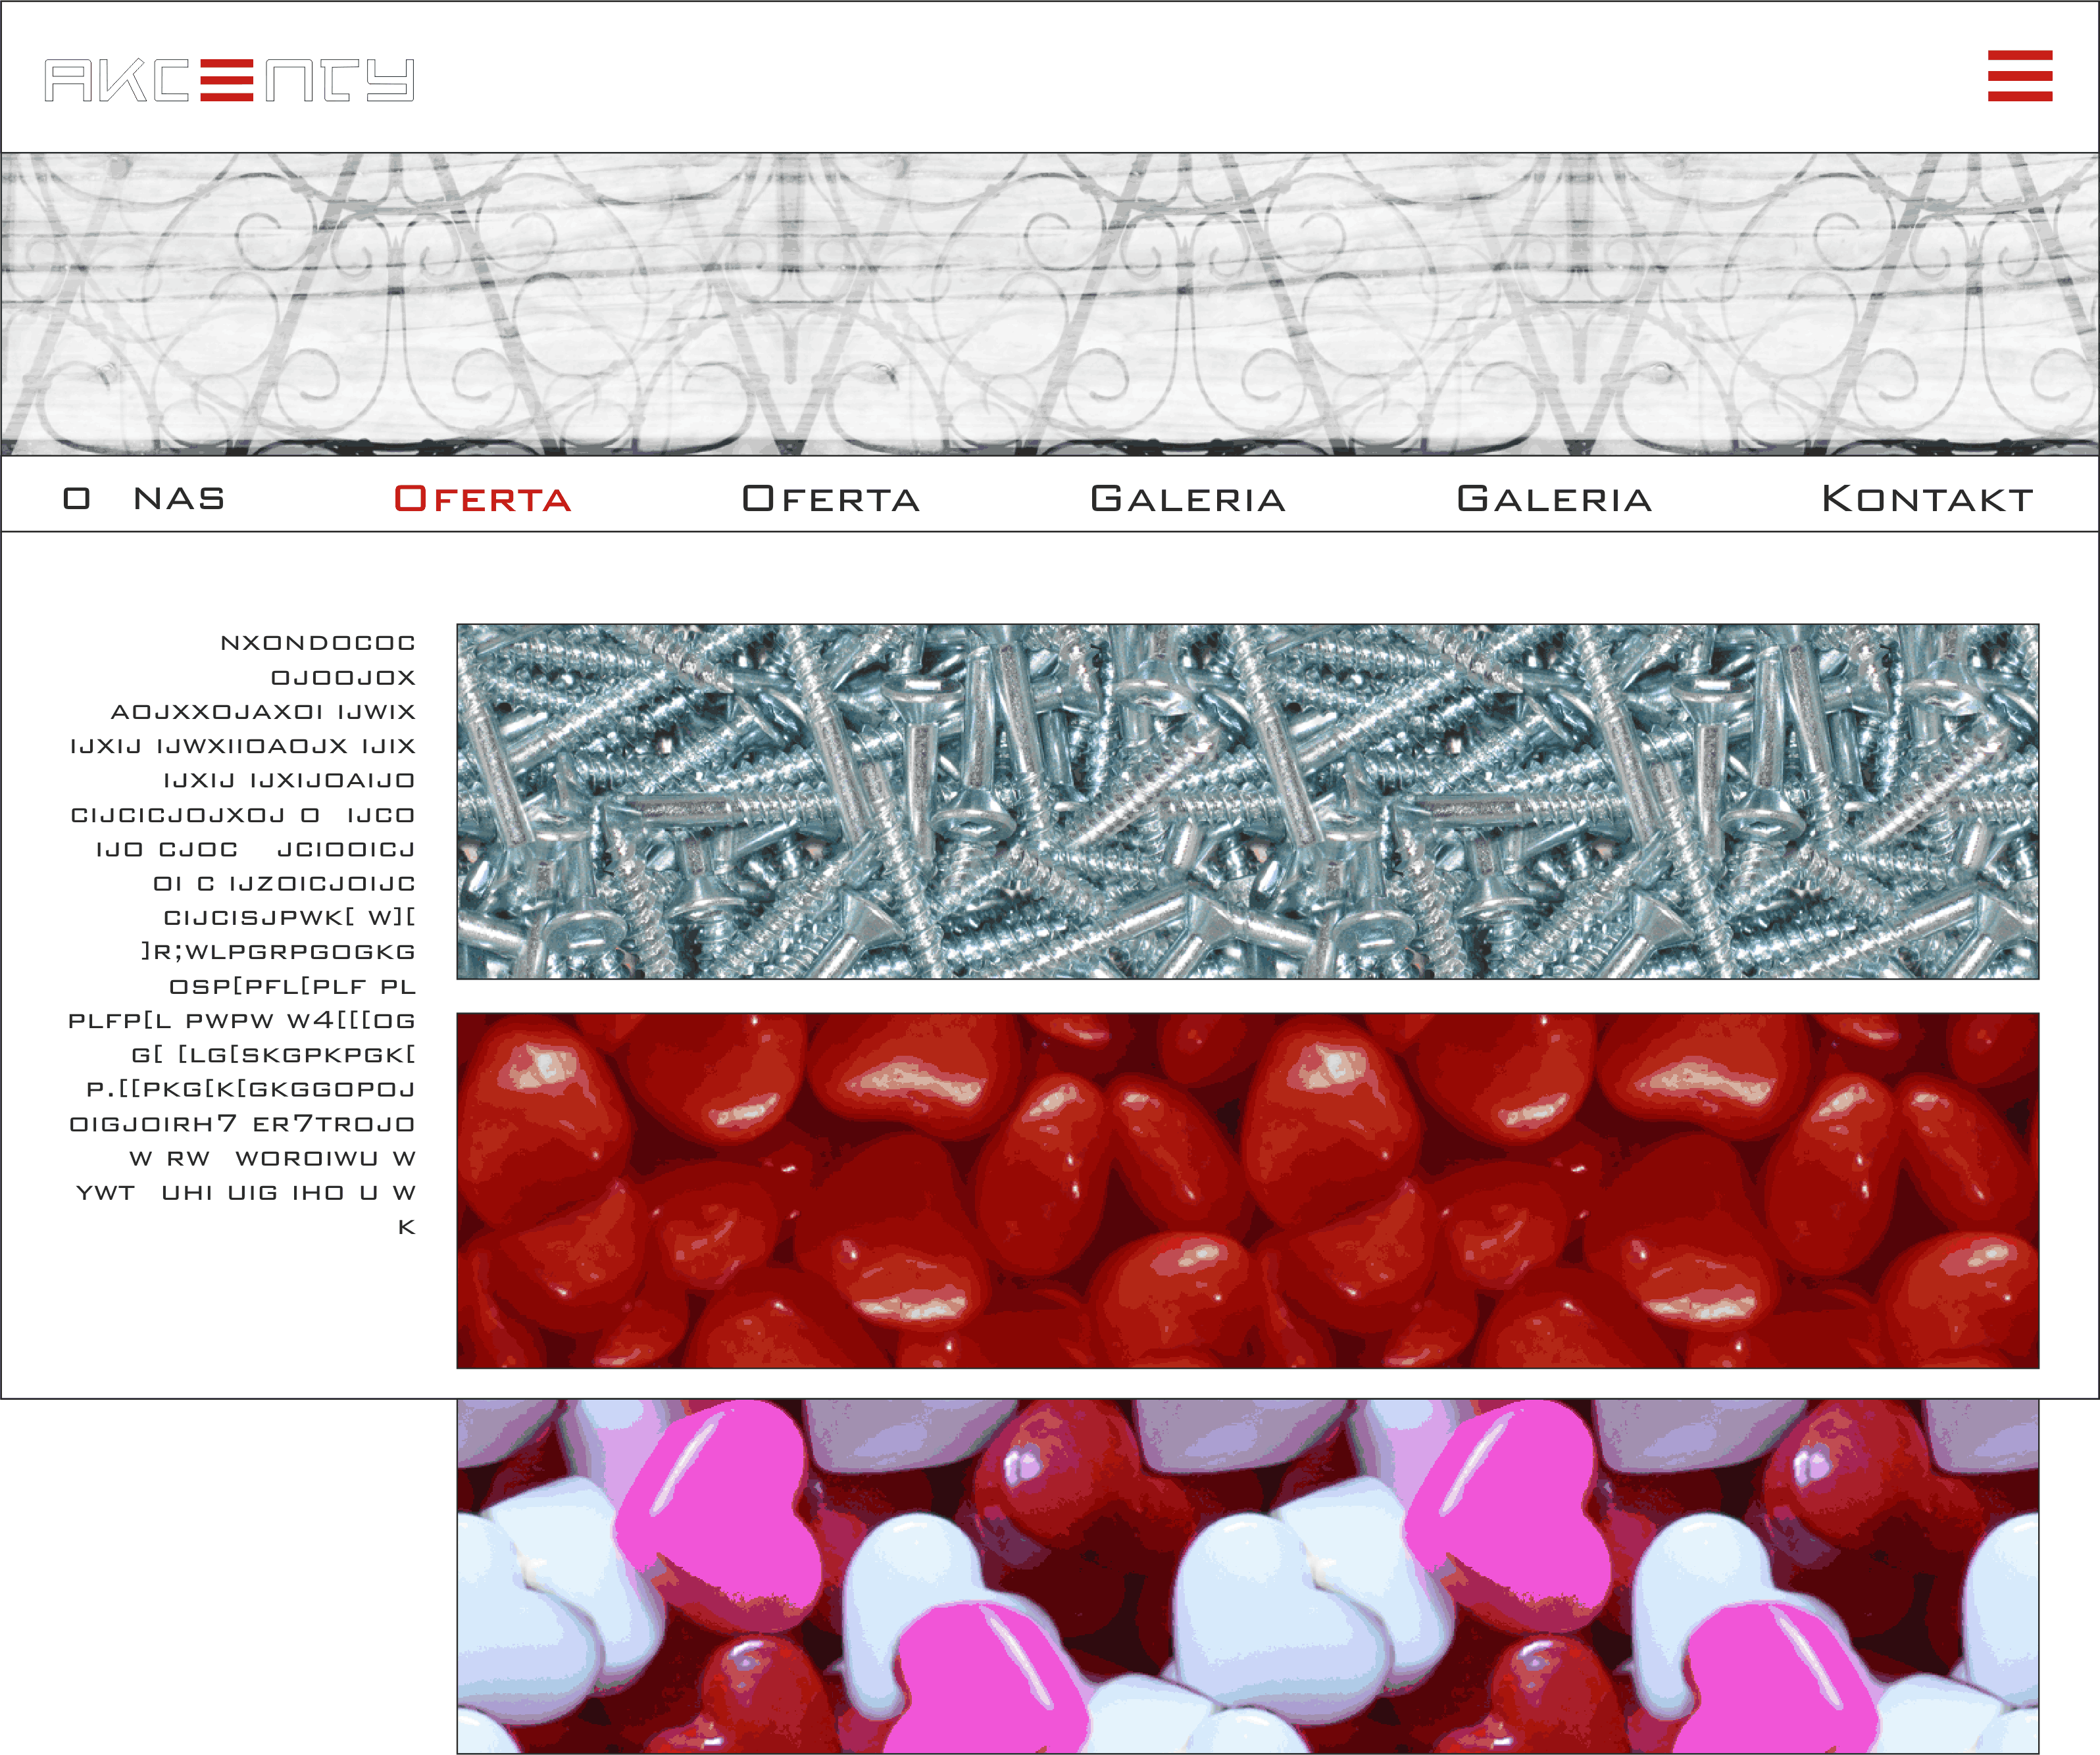 AKCENTY
O NAS Oferta Oferta Galeria Galeria Kontakt
NXONDOCOC
OJOOJOX
AOJXXOJAXOI IJWIX
IJXIJ IJWXIIOAOJX IJIX
IJXIJ IJXIJOAIJO
CIJCICJOJXOJ O IJCO
IJO CJOC JCIOOICJ
OI C IJZOICJOIJC
CIJCISJPWK[ W][
]R;WLPGRPGOGKG
OSP[PFL[PLF PL
PLFP[L PWPW W4[[[OG
G[ [LG[SKGPKPGK[
P.[[PKG[K[GKGGOPOJ
OIGJOIRH7 ER7TROJO
W RW WOROIWU W
YWT UHI UIG IHO U W
K